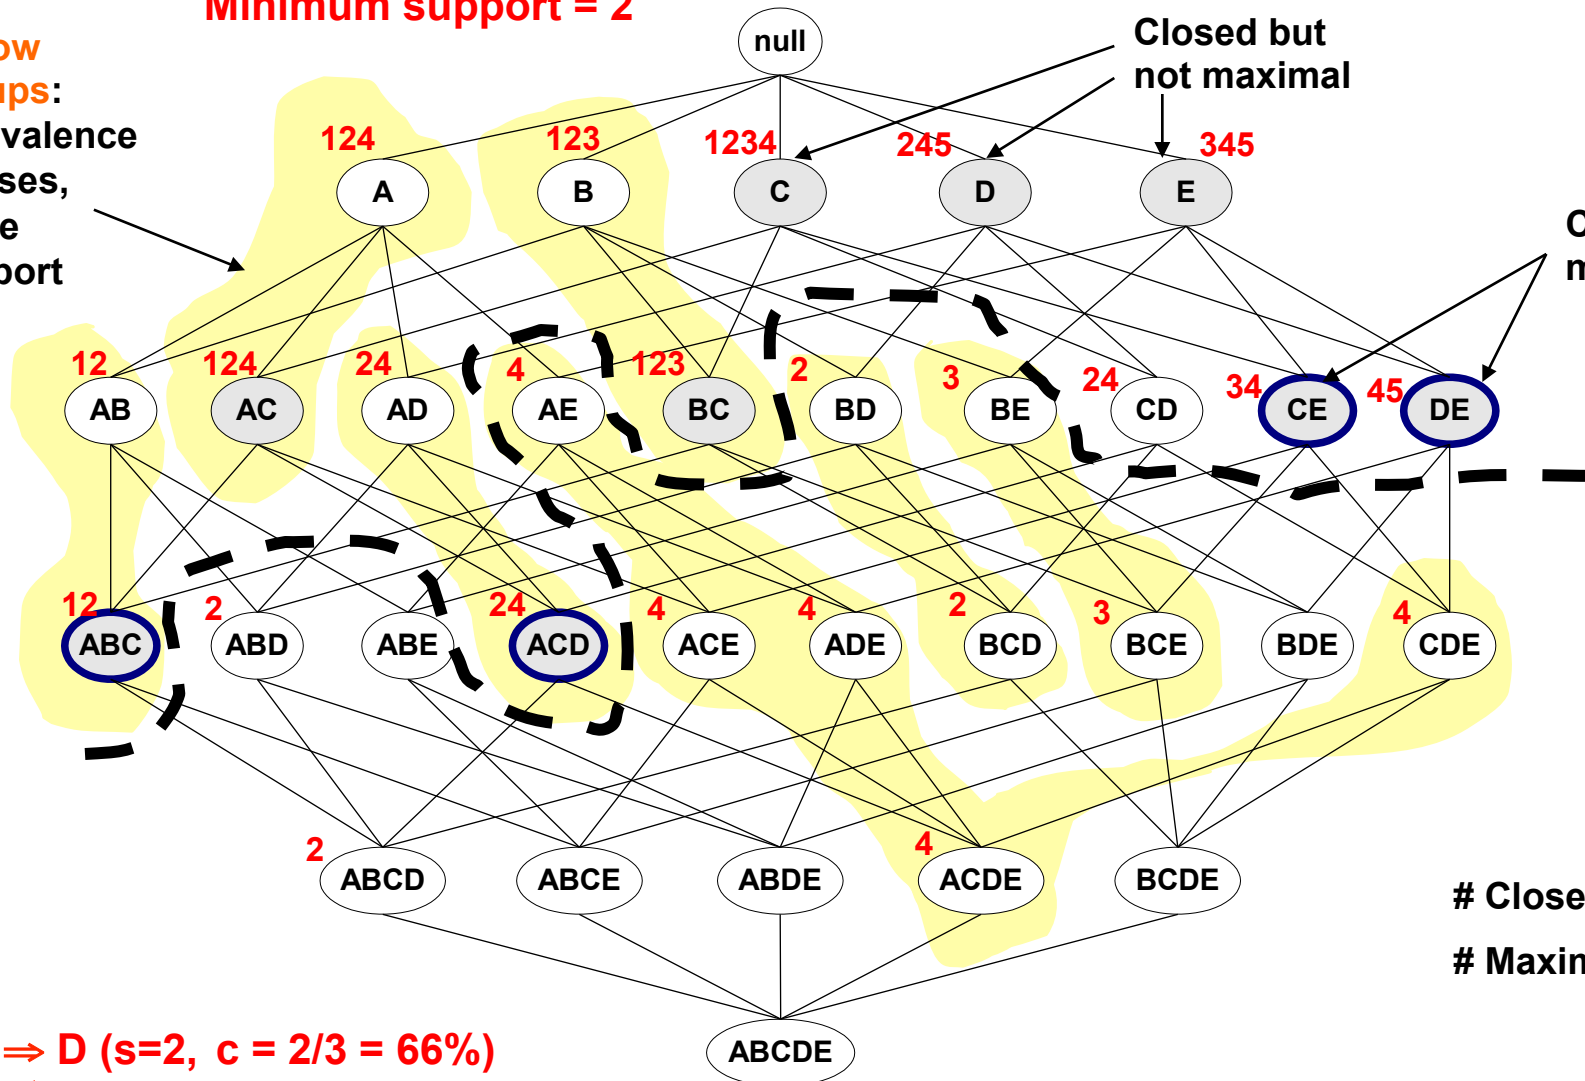 Minimum support = 2
null
Closed but
not maximal
ow
ups:
valence
ses,
e
port
124
123
1234
245
345
A
B
C
D
E
C
m
12
124
24
4
123
2
3
24
34
45
AB
AC
AD
AE
BC
BD
BE
CD
CE
DE
12
2
24
4
4
2
3
4
ABC
ABD
ABE
ACD
ACE
ADE
BCD
BCE
BDE
CDE
2
4
ABCD
ABCE
ABDE
ACDE
BCDE
# Close
# Maxin
⇒ D (s=2, c = 2/3 = 66%)
ABCDE